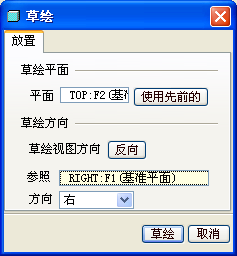 草绘
放置
草绘平面
平面 TOP:F2(基准 使用先前的
草绘方向
草绘视图方向 反向
参照 RIGHT:F1(基准平面)
方向 右
草绘 取消